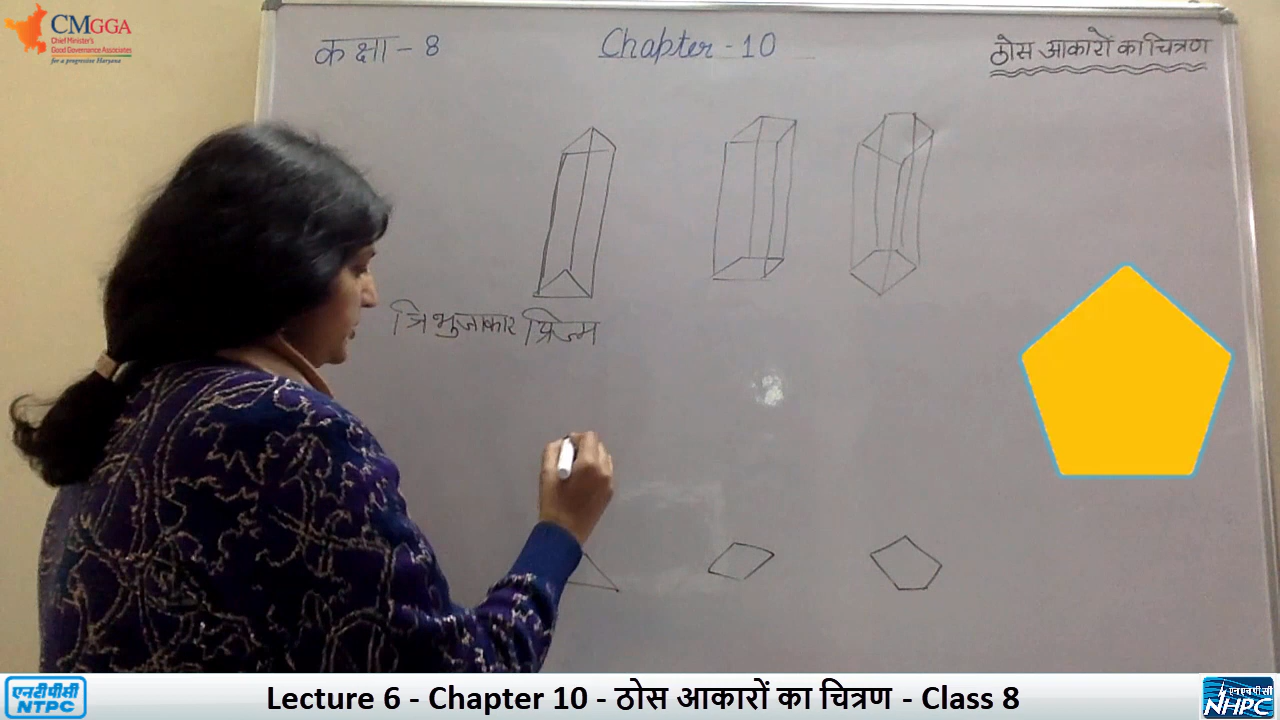 CMGGA
Chief Minister's
Good Governance Associates
for a progressive Haryana
कक्षा - 8
Chapter - 10
ठोस आकारों का चित्रण
त्रिभुजाकार प्रिज्म
एनटीपीसी
NTPC
Lecture 6 - Chapter 10 - ठोस आकारों का चित्रण - Class 8
एनएचपीसी
NHPC